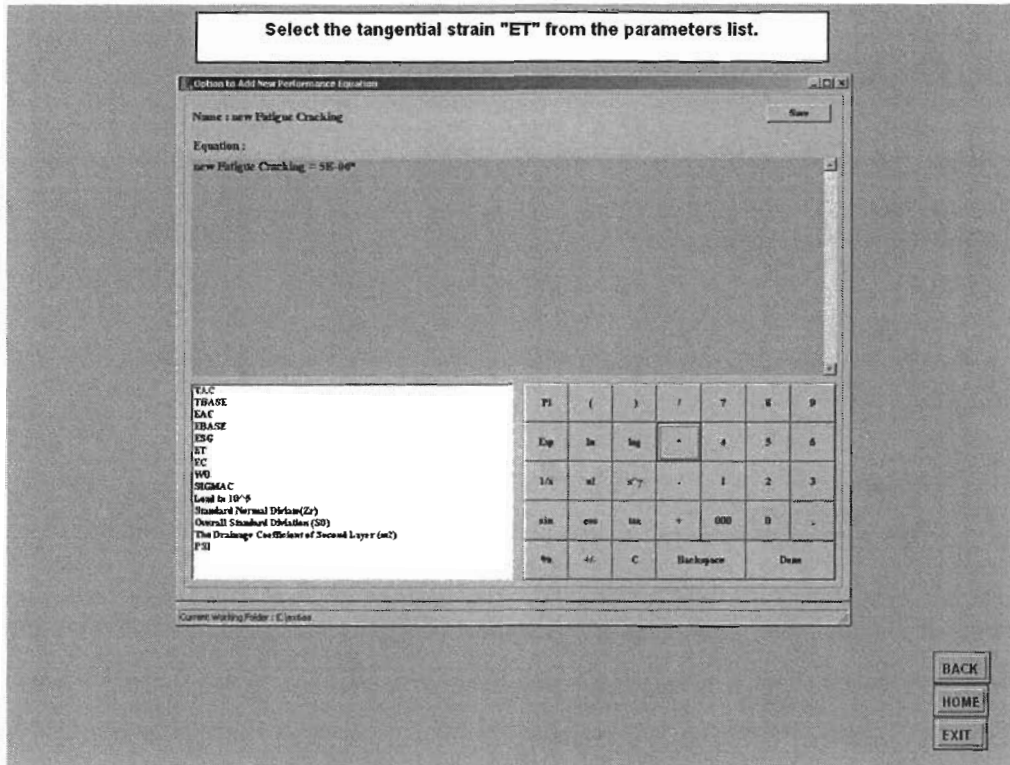 Select the tangential strain "ET" from the parameters list.
Option to Add New Performance Equation
Name : new Fatigue Cracking
Save
Equation :
new Fatigue Cracking = 5E-06*
TAC
TBASE
EAC
EBASE
ESG
ET
EC
W0
SIGMAC
Load in 10^6
Standard Normal Diviate(Zr)
Overall Standard Diviation (S0)
The Drainage Coefficient of Second Layer (m2)
PSI
PI ( ) / 7 8 9
Exp ln log * 4 5 6
1/x x! x^y - 1 2 3
sin cos tan + 000 0 .
+/- C Backspace Done
Current Working Folder :
BACK
HOME
EXIT